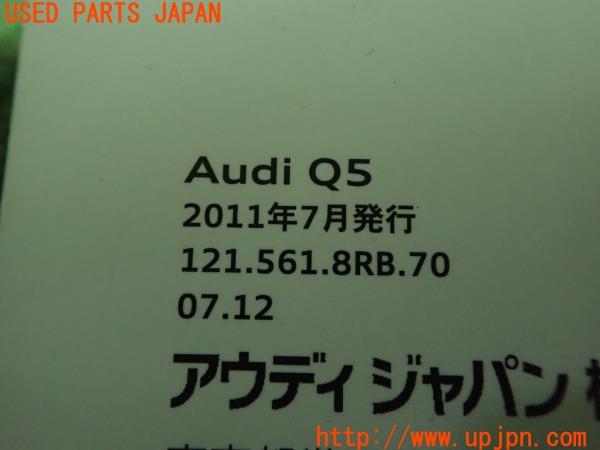 USED PARTS JAPAN
Audi Q5
2011年7月発行
121.561.8RB.70
07.12
アウディ ジャパン
http://www.upjpn.com